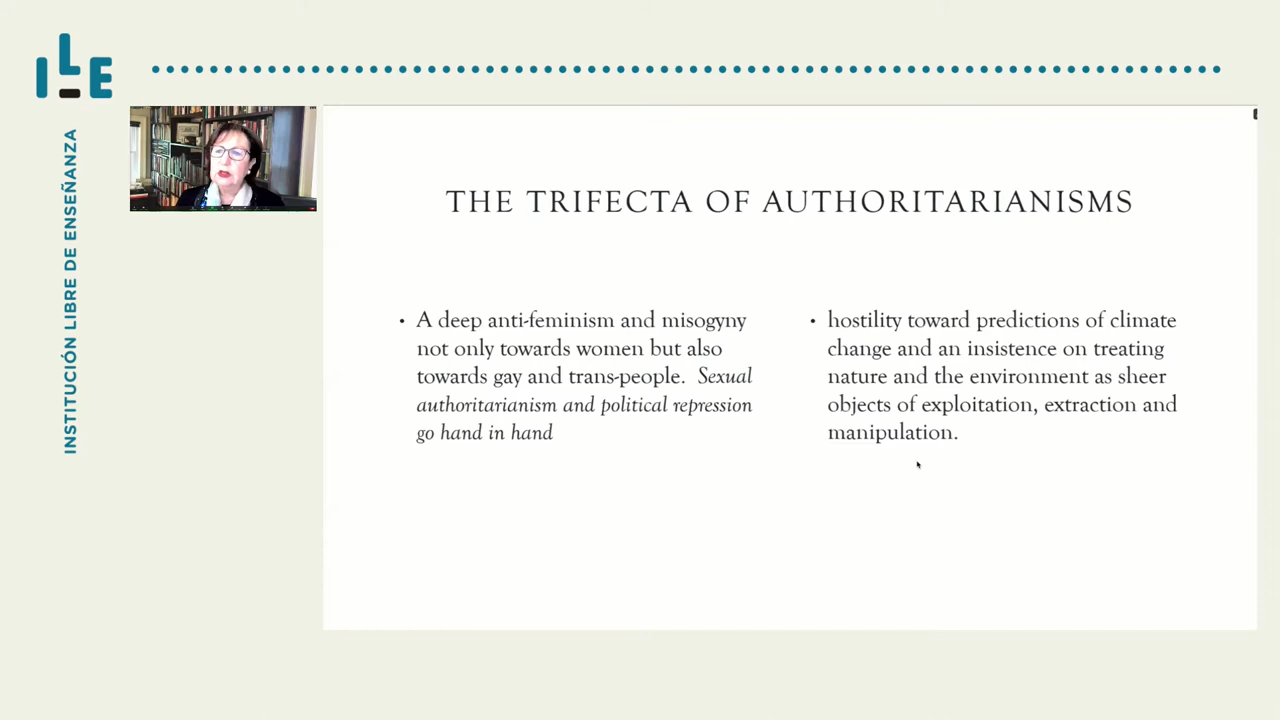 ILE
INSTITUCIÓN LIBRE DE ENSEÑANZA
THE TRIFECTA OF AUTHORITARIANISMS
• A deep anti-feminism and misogyny
not only towards women but also
towards gay and trans-people. Sexual
authoritarianism and political repression
go hand in hand
• hostility toward predictions of climate
change and an insistence on treating
nature and the environment as sheer
objects of exploitation, extraction and
manipulation.